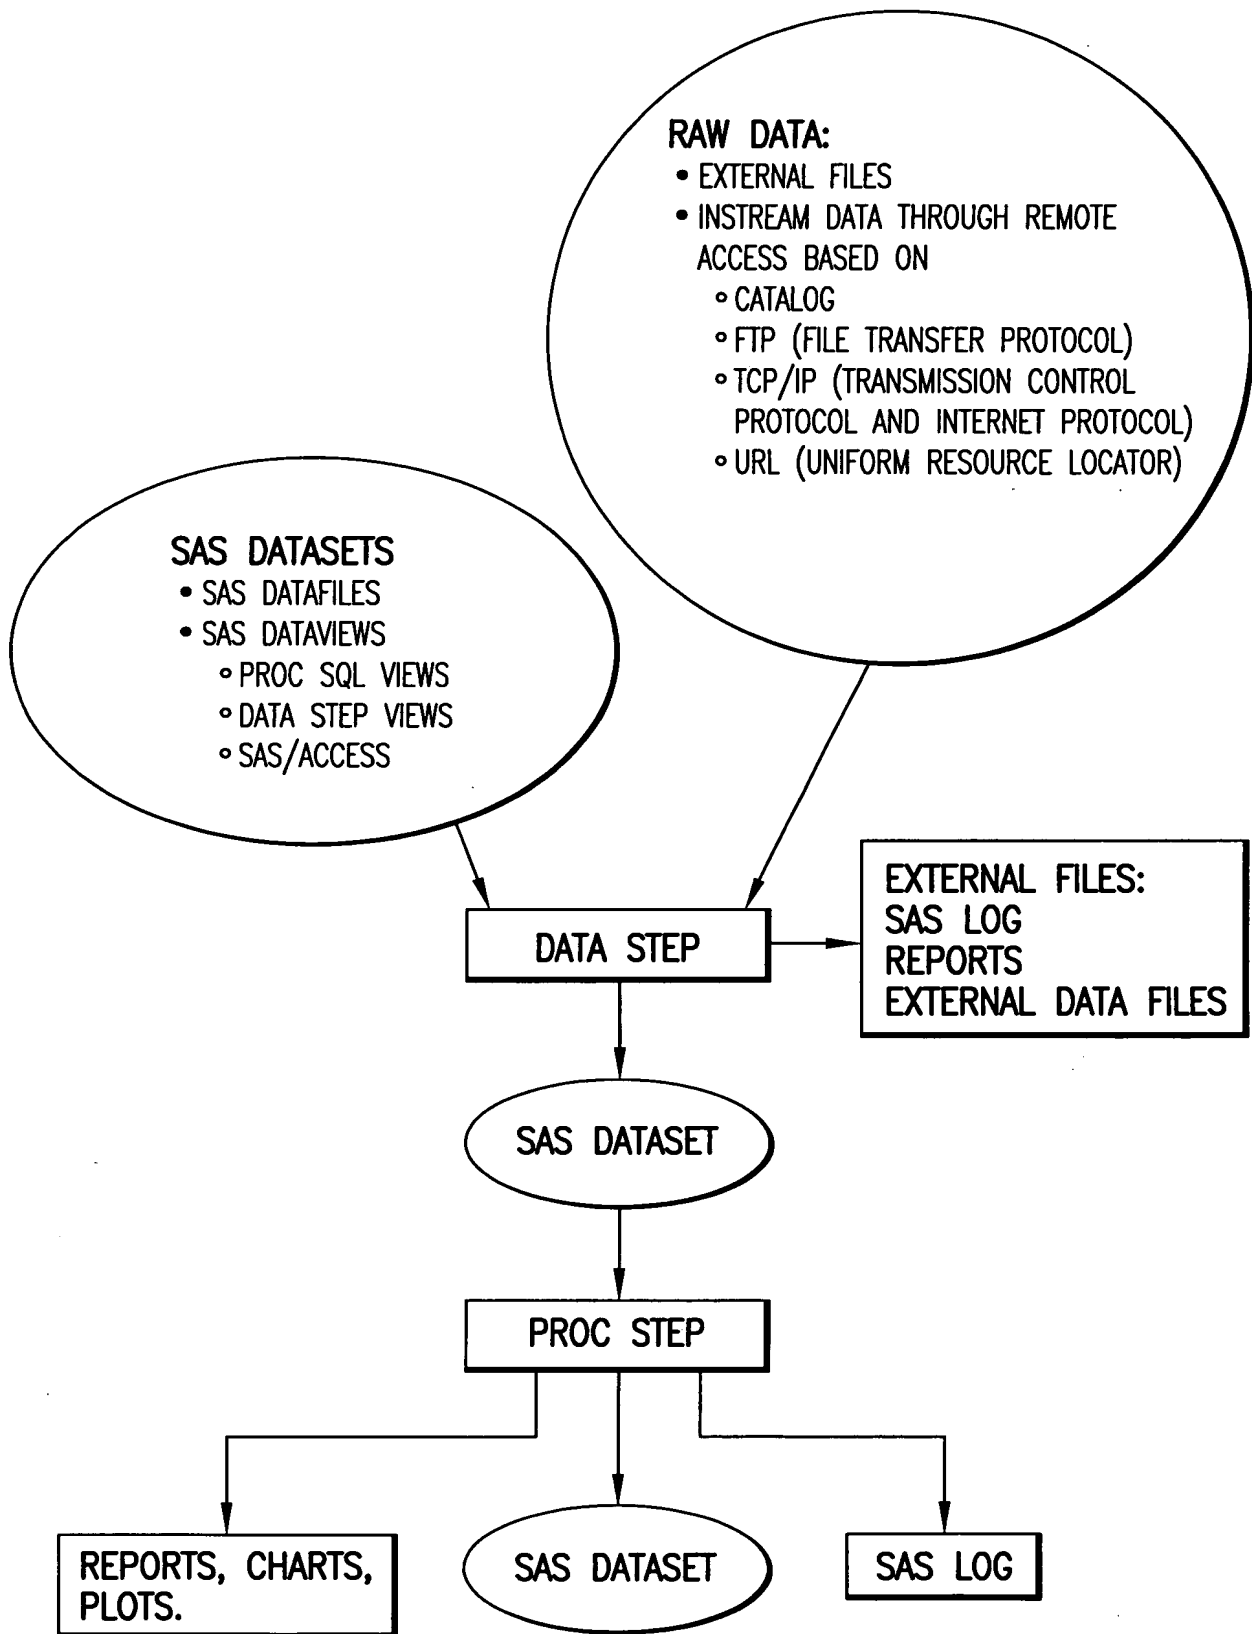 RAW DATA:
• EXTERNAL FILES
• INSTREAM DATA THROUGH REMOTE
ACCESS BASED ON
∘ CATALOG
∘ FTP (FILE TRANSFER PROTOCOL)
∘ TCP/IP (TRANSMISSION CONTROL
PROTOCOL AND INTERNET PROTOCOL)
∘ URL (UNIFORM RESOURCE LOCATOR)
SAS DATASETS
• SAS DATAFILES
• SAS DATAVIEWS
∘ PROC SQL VIEWS
∘ DATA STEP VIEWS
∘ SAS/ACCESS
DATA STEP
EXTERNAL FILES:
SAS LOG
REPORTS
EXTERNAL DATA FILES
SAS DATASET
PROC STEP
REPORTS, CHARTS,
PLOTS.
SAS DATASET
SAS LOG